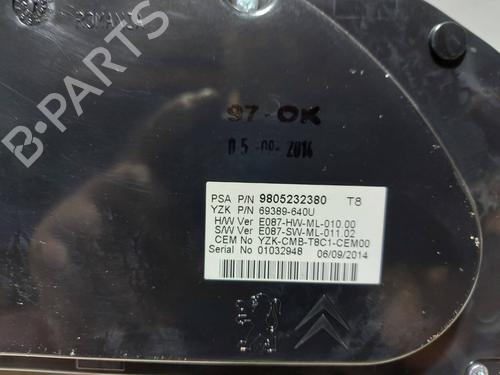 ROMANIA
97-OK
05-09-2014
PSA P/N 9805232380 T8
YZK P/N 69389-640U
H/W Ver E087-HW-ML-010.00
S/W Ver E087-SW-ML-011.02
CEM No YZK-CMB-T8C1-CEM00
Serial No 01032948 06/09/2014
B-PARTS